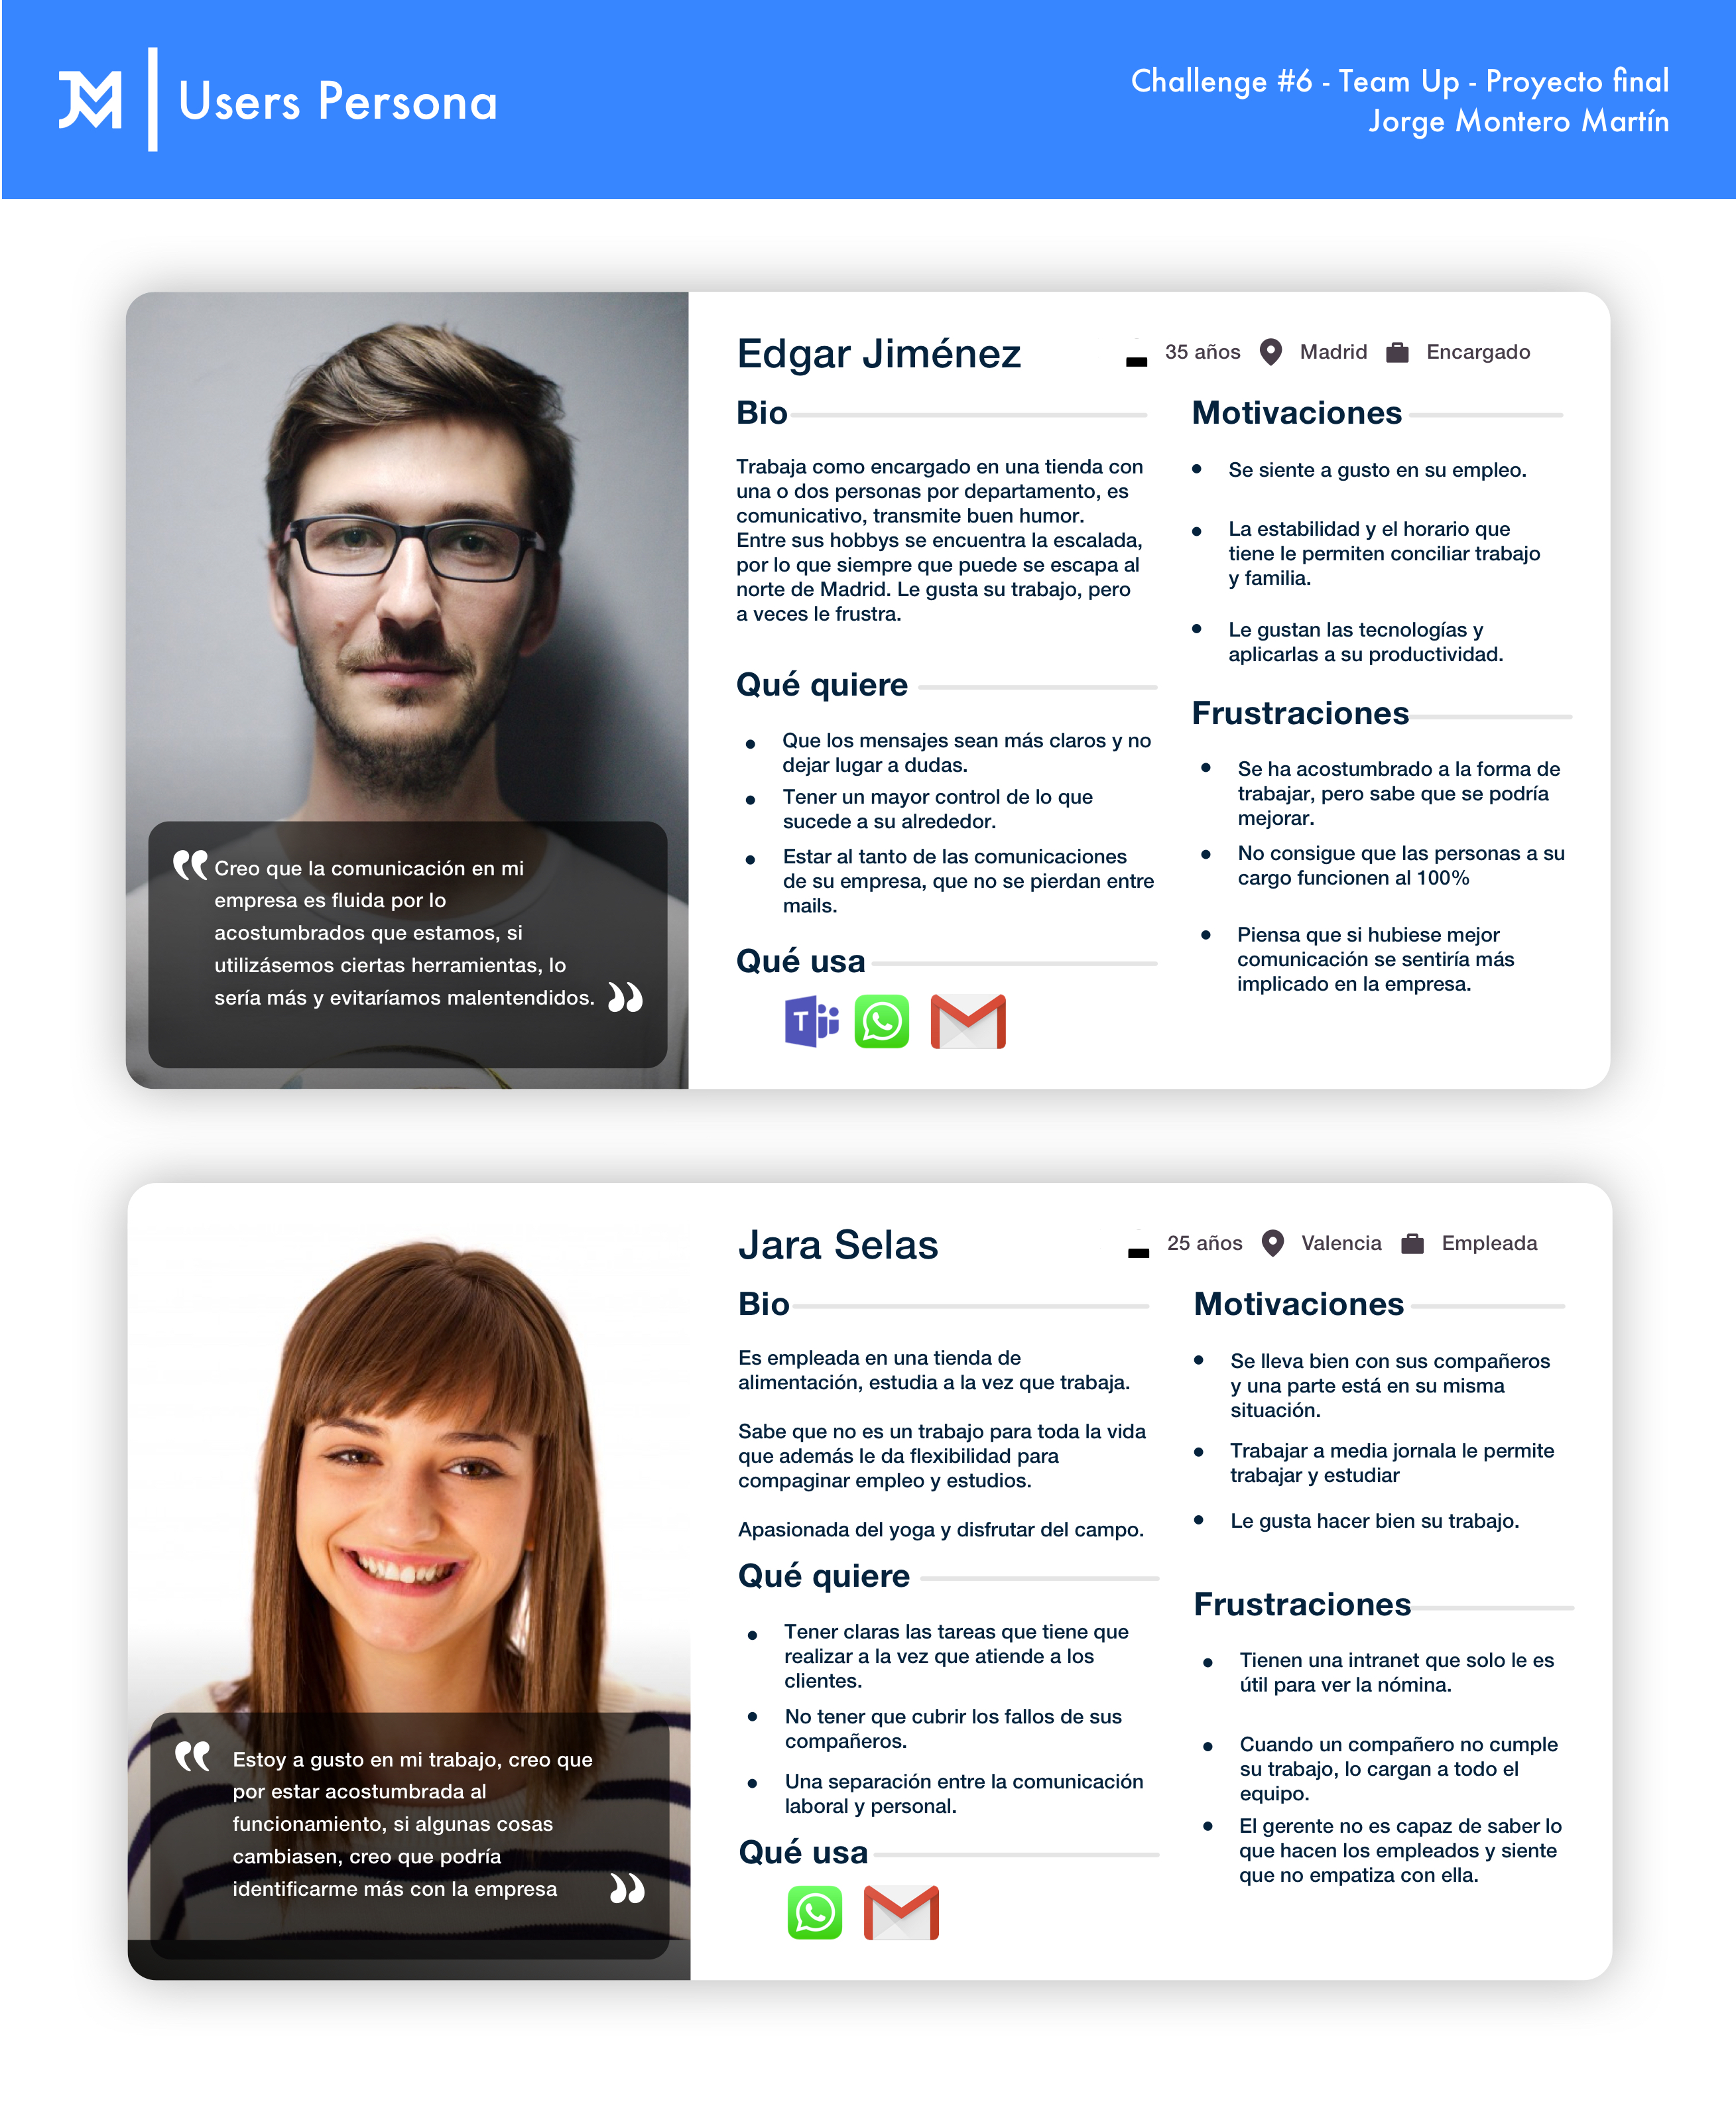 JM
Users Persona
Challenge #6 - Team Up - Proyecto final
Jorge Montero Martín
Edgar Jiménez
35 años Madrid Encargado
Bio
Trabaja como encargado en una tienda con
una o dos personas por departamento, es
comunicativo, transmite buen humor.
Entre sus hobbys se encuentra la escalada,
por lo que siempre que puede se escapa al
norte de Madrid. Le gusta su trabajo, pero
a veces le frustra.
Qué quiere
• Que los mensajes sean más claros y no
dejar lugar a dudas.
• Tener un mayor control de lo que
sucede a su alrededor.
• Estar al tanto de las comunicaciones
de su empresa, que no se pierdan entre
mails.
Qué usa
T
Motivaciones
• Se siente a gusto en su empleo.
• La estabilidad y el horario que
tiene le permiten conciliar trabajo
y familia.
• Le gustan las tecnologías y
aplicarlas a su productividad.
Frustraciones
• Se ha acostumbrado a la forma de
trabajar, pero sabe que se podría
mejorar.
• No consigue que las personas a su
cargo funcionen al 100%
• Piensa que si hubiese mejor
comunicación se sentiría más
implicado en la empresa.
“ Creo que la comunicación en mi
empresa es fluida por lo
acostumbrados que estamos, si
utilizásemos ciertas herramientas, lo
sería más y evitaríamos malentendidos. ”
Jara Selas
25 años Valencia Empleada
Bio
Es empleada en una tienda de
alimentación, estudia a la vez que trabaja.
Sabe que no es un trabajo para toda la vida
que además le da flexibilidad para
compaginar empleo y estudios.
Apasionada del yoga y disfrutar del campo.
Qué quiere
• Tener claras las tareas que tiene que
realizar a la vez que atiende a los
clientes.
• No tener que cubrir los fallos de sus
compañeros.
• Una separación entre la comunicación
laboral y personal.
Qué usa
Motivaciones
• Se lleva bien con sus compañeros
y una parte está en su misma
situación.
• Trabajar a media jornala le permite
trabajar y estudiar
• Le gusta hacer bien su trabajo.
Frustraciones
• Tienen una intranet que solo le es
útil para ver la nómina.
• Cuando un compañero no cumple
su trabajo, lo cargan a todo el
equipo.
• El gerente no es capaz de saber lo
que hacen los empleados y siente
que no empatiza con ella.
“ Estoy a gusto en mi trabajo, creo que
por estar acostumbrada al
funcionamiento, si algunas cosas
cambiasen, creo que podría
identificarme más con la empresa ”